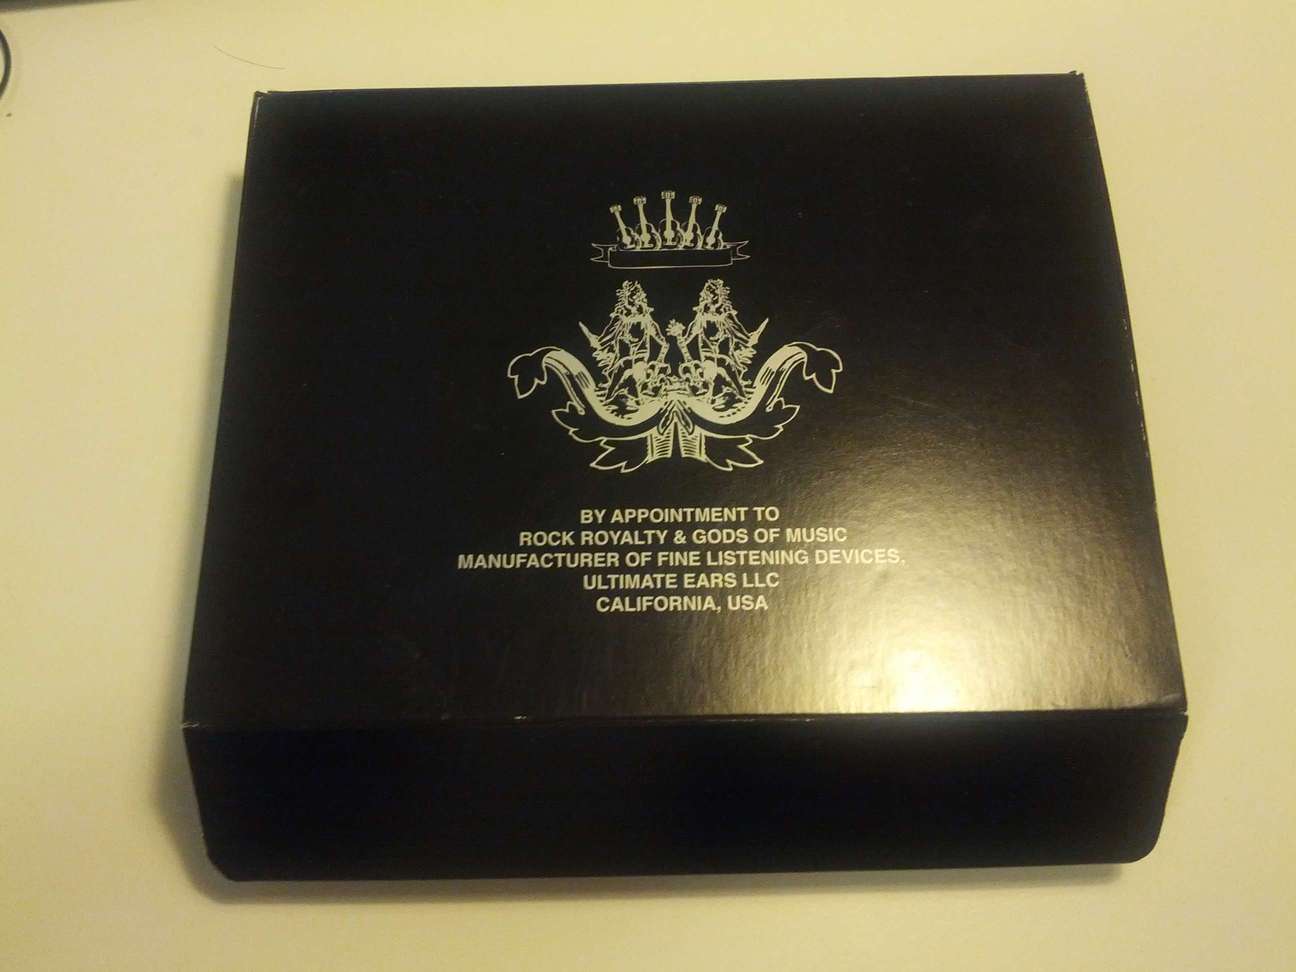 BY APPOINTMENT TO
ROCK ROYALTY & GODS OF MUSIC
MANUFACTURER OF FINE LISTENING DEVICES,
ULTIMATE EARS LLC
CALIFORNIA, USA